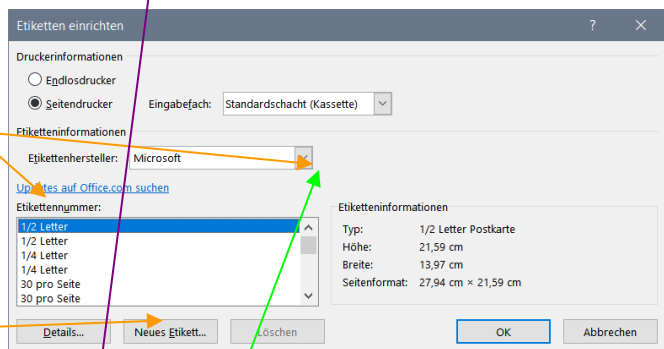 Etiketten einrichten ? ×
Druckerinformationen
Endlosdrucker
Seitendrucker Eingabefach: Standardschacht (Kassette)
Etiketteninformationen
Etikettenhersteller: Microsoft
Updates auf Office.com suchen
Etikettennummer:
1/2 Letter
1/2 Letter
1/4 Letter
1/4 Letter
30 pro Seite
30 pro Seite
Etiketteninformationen
Typ: 1/2 Letter Postkarte
Höhe: 21,59 cm
Breite: 13,97 cm
Seitenformat: 27,94 cm × 21,59 cm
Details... Neues Etikett... Löschen OK Abbrechen